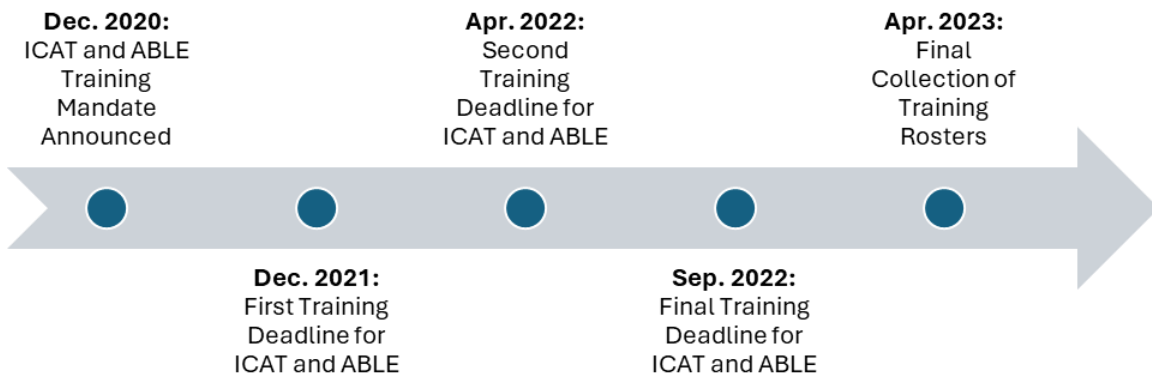 Dec. 2020:
ICAT and ABLE
Training
Mandate
Announced
Dec. 2021:
First Training
Deadline for
ICAT and ABLE
Apr. 2022:
Second
Training
Deadline for
ICAT and ABLE
Sep. 2022:
Final Training
Deadline for
ICAT and ABLE
Apr. 2023:
Final
Collection of
Training
Rosters